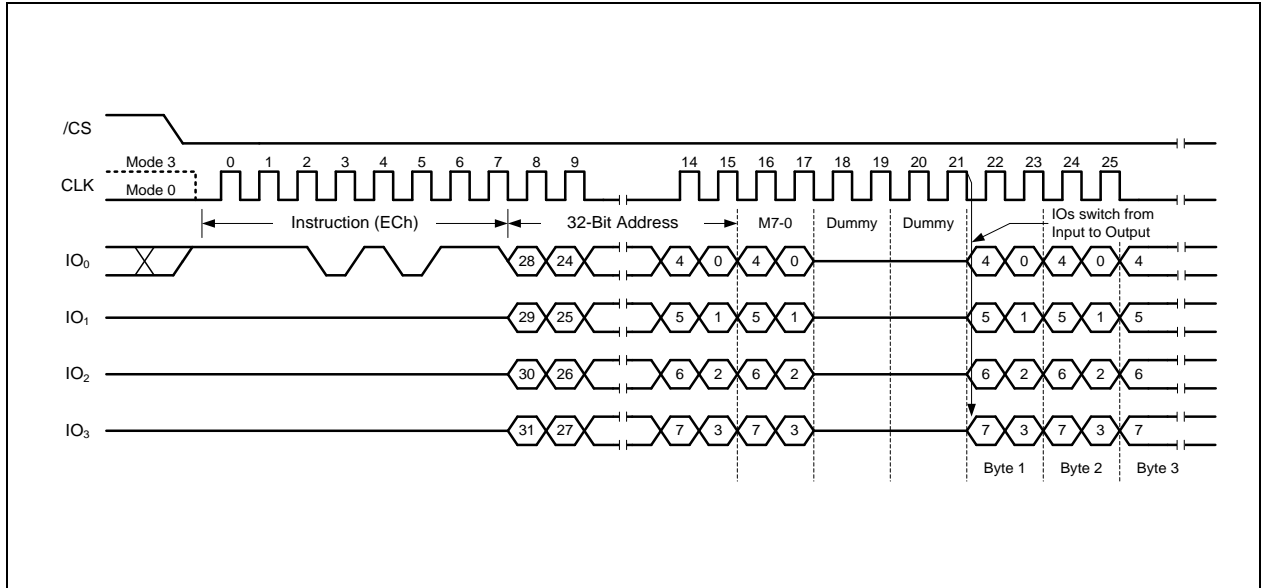 /CS
Mode 3 0 1 2 3 4 5 6 7 8 9 14 15 16 17 18 19 20 21 22 23 24 25
CLK Mode 0
Instruction (ECh) 32-Bit Address M7-0 Dummy Dummy IOs switch from
Input to Output
IO0 28 24 4 0 4 0 4 0 4 0 4
IO1 29 25 5 1 5 1 5 1 5 1 5
IO2 30 26 6 2 6 2 6 2 6 2 6
IO3 31 27 7 3 7 3 7 3 7 3 7
Byte 1 Byte 2 Byte 3